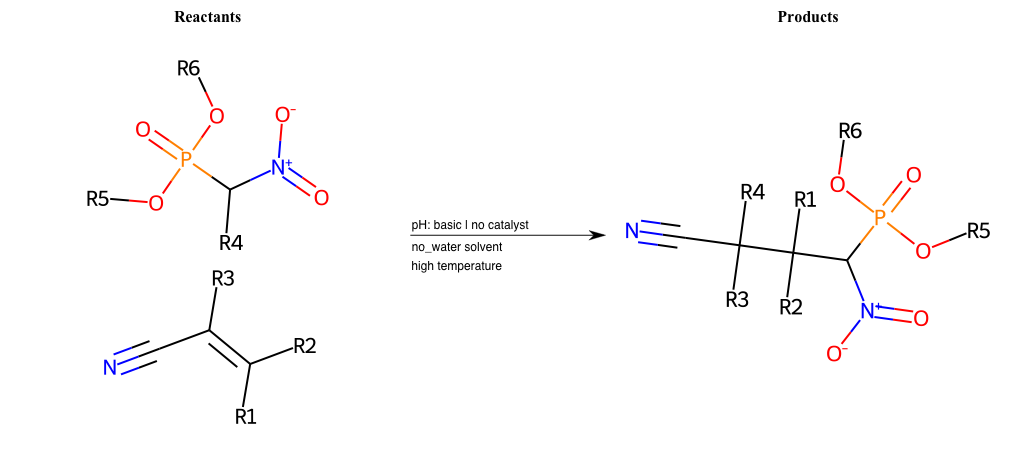 Reactants
Products
R6
O
O⁻
O
P
N⁺
R5
O
O
R4
R3
N
R2
R1
pH: basic | no catalyst
no_water solvent
high temperature
R6
R4
R1
O
O
N
P
R5
O
R3
R2
N⁺
O
O⁻